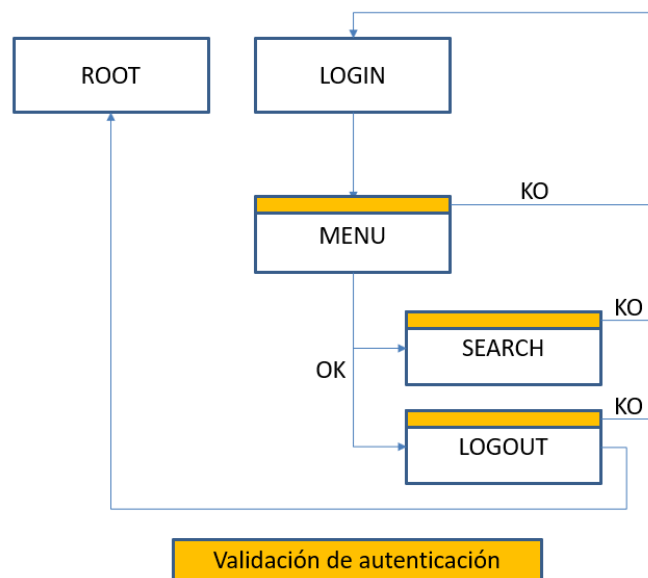 ROOT
LOGIN
KO
MENU
KO
SEARCH
OK
KO
LOGOUT
Validación de autenticación